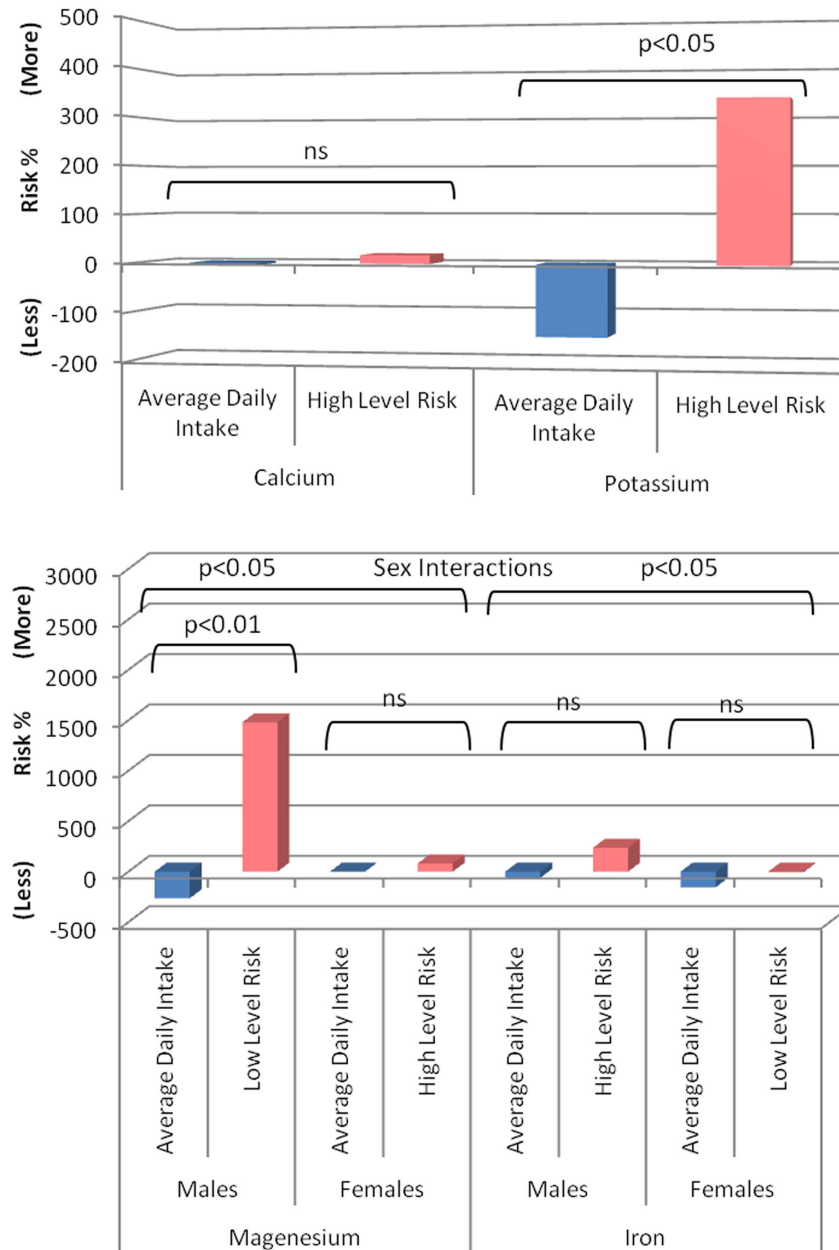 500
400
300
200
100
0
-100
-200
(More)
Risk %
(Less)
p<0.05
ns
Average Daily
Intake
High Level Risk
Average Daily
Intake
High Level Risk
Calcium
Potassium
3000
2500
2000
1500
1000
500
0
-500
(More)
Risk %
(Less)
p<0.05
Sex Interactions
p<0.05
p<0.01
ns
ns
ns
Average Daily Intake
Low Level Risk
Average Daily Intake
High Level Risk
Average Daily Intake
High Level Risk
Average Daily Intake
Low Level Risk
Males
Females
Males
Females
Magenesium
Iron